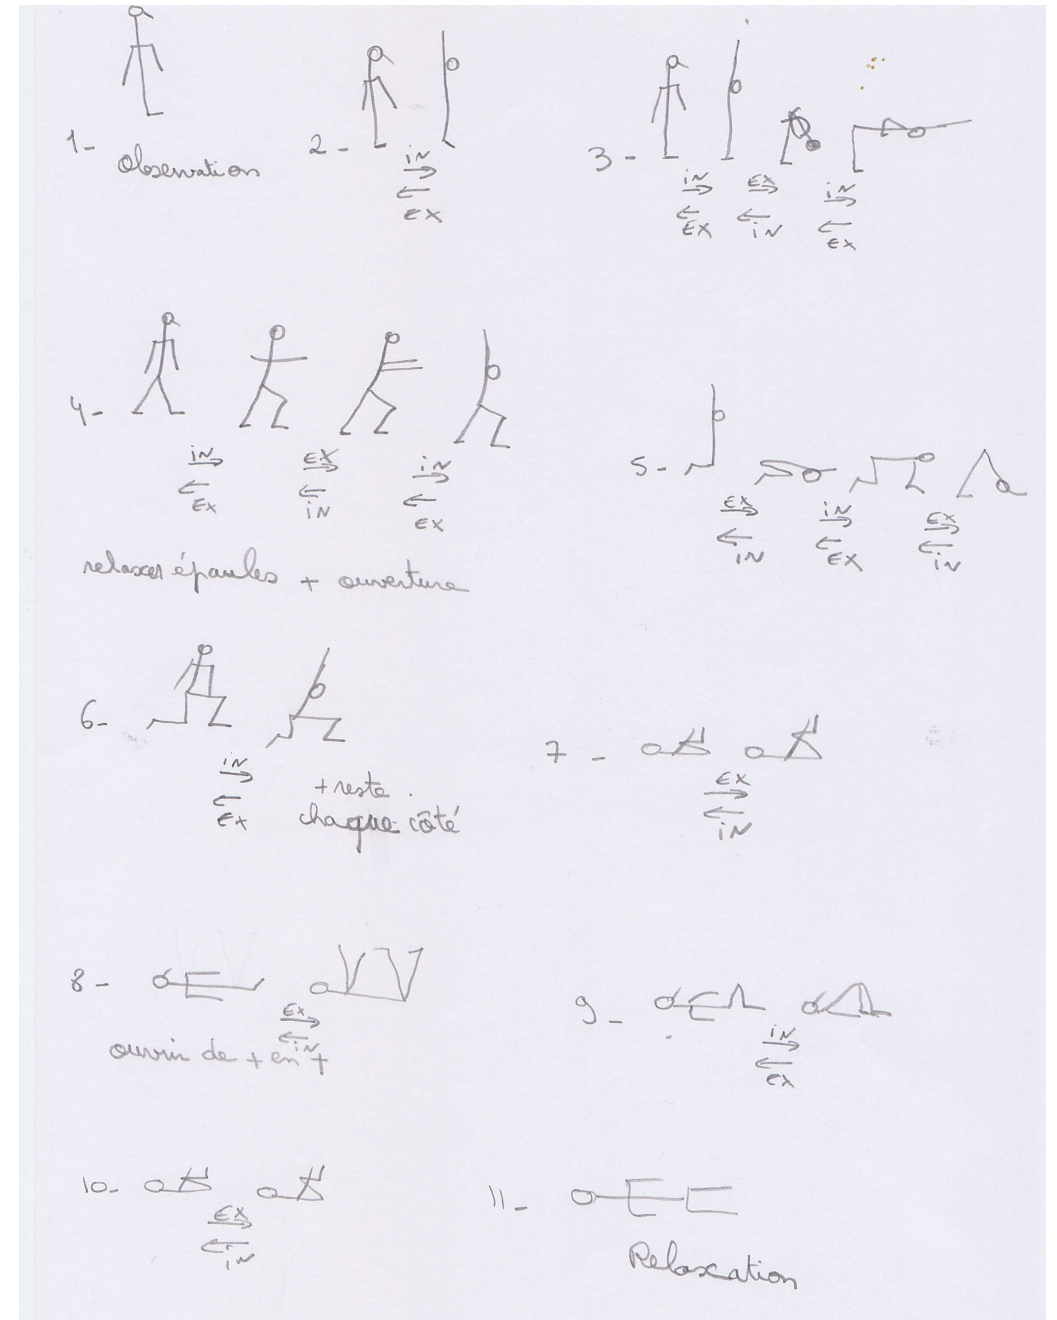 1-
observation
2-
iN
EX
3-
iN EX iN
EX iN EX
4-
iN EX iN
EX iN EX
relaxer épaules + ouverture
5-
EX iN EX
iN EX iN
6-
iN
EX
+ reste
chaque côté
7-
EX
iN
8-
EX
iN
ouvrir de + en +
9-
iN
EX
10-
EX
iN
11-
Relaxation